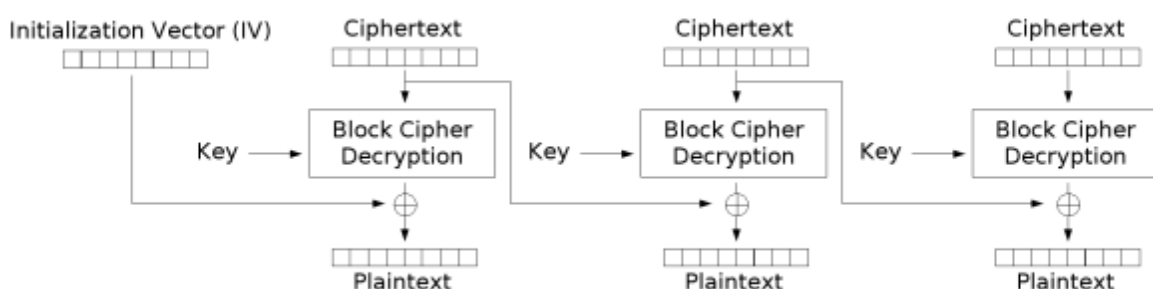 Initialization Vector (IV)
Ciphertext
Ciphertext
Ciphertext
Key
Block Cipher
Decryption
Key
Block Cipher
Decryption
Key
Block Cipher
Decryption
Plaintext
Plaintext
Plaintext